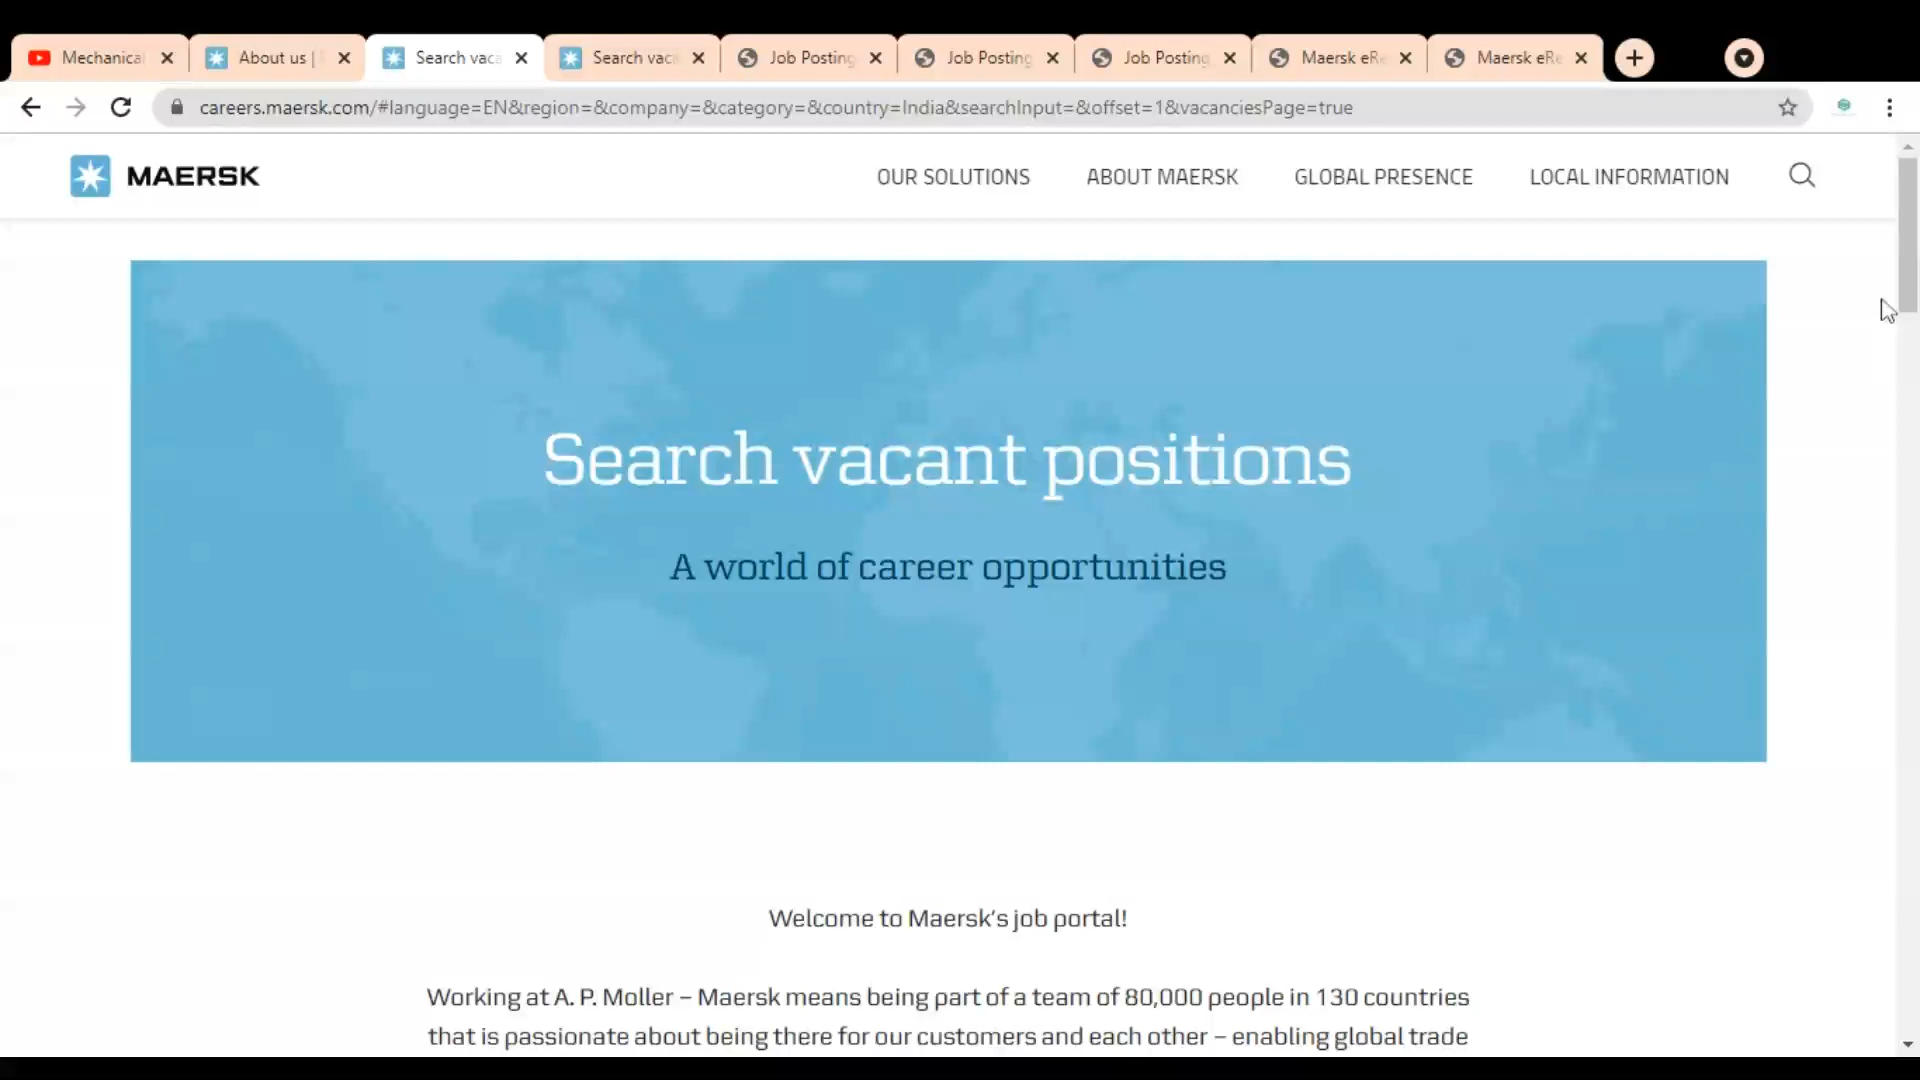 Mechanical
About us |
Search vaca
Search vaca
Job Posting
Job Posting
Job Posting
Maersk eRe
Maersk eRe
careers.maersk.com/#language=EN&region=&company=&category=&country=India&searchInput=&offset=1&vacanciesPage=true
MAERSK
OUR SOLUTIONS
ABOUT MAERSK
GLOBAL PRESENCE
LOCAL INFORMATION
Search vacant positions
A world of career opportunities
Welcome to Maersk's job portal!
Working at A. P. Moller – Maersk means being part of a team of 80,000 people in 130 countries
that is passionate about being there for our customers and each other – enabling global trade